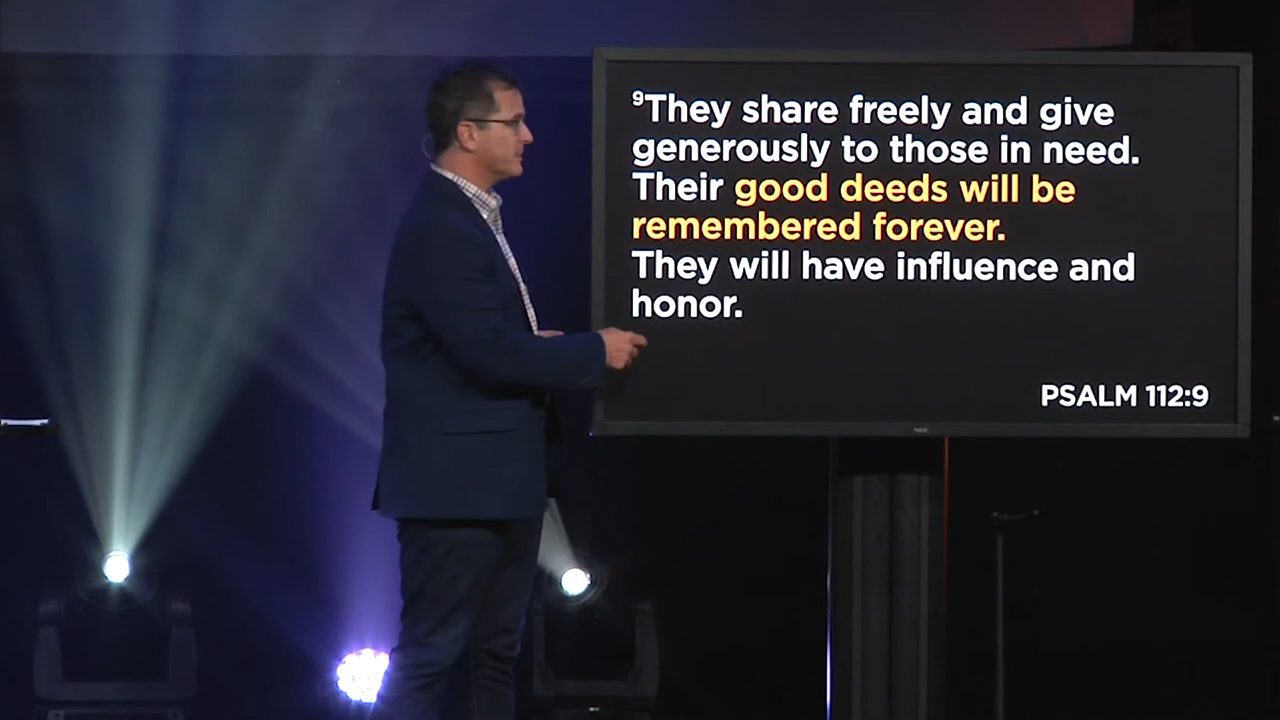 ⁹They share freely and give
generously to those in need.
Their good deeds will be
remembered forever.
They will have influence and
honor.
PSALM 112:9
NEC